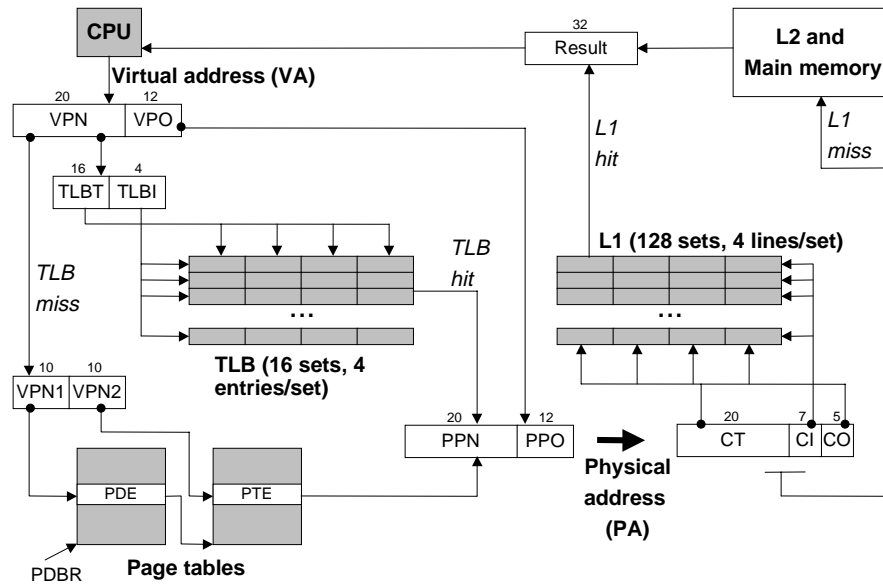 CPU
32
Result
L2 and
Main memory
Virtual address (VA)
20
12
VPN
VPO
L1
hit
L1
miss
16
4
TLBT
TLBI
TLB
hit
L1 (128 sets, 4 lines/set)
TLB
miss
...
...
TLB (16 sets, 4
entries/set)
10
10
VPN1
VPN2
20
12
PPN
PPO
20
7
5
CT
CI
CO
Physical
address
(PA)
PDE
PTE
PDBR
Page tables